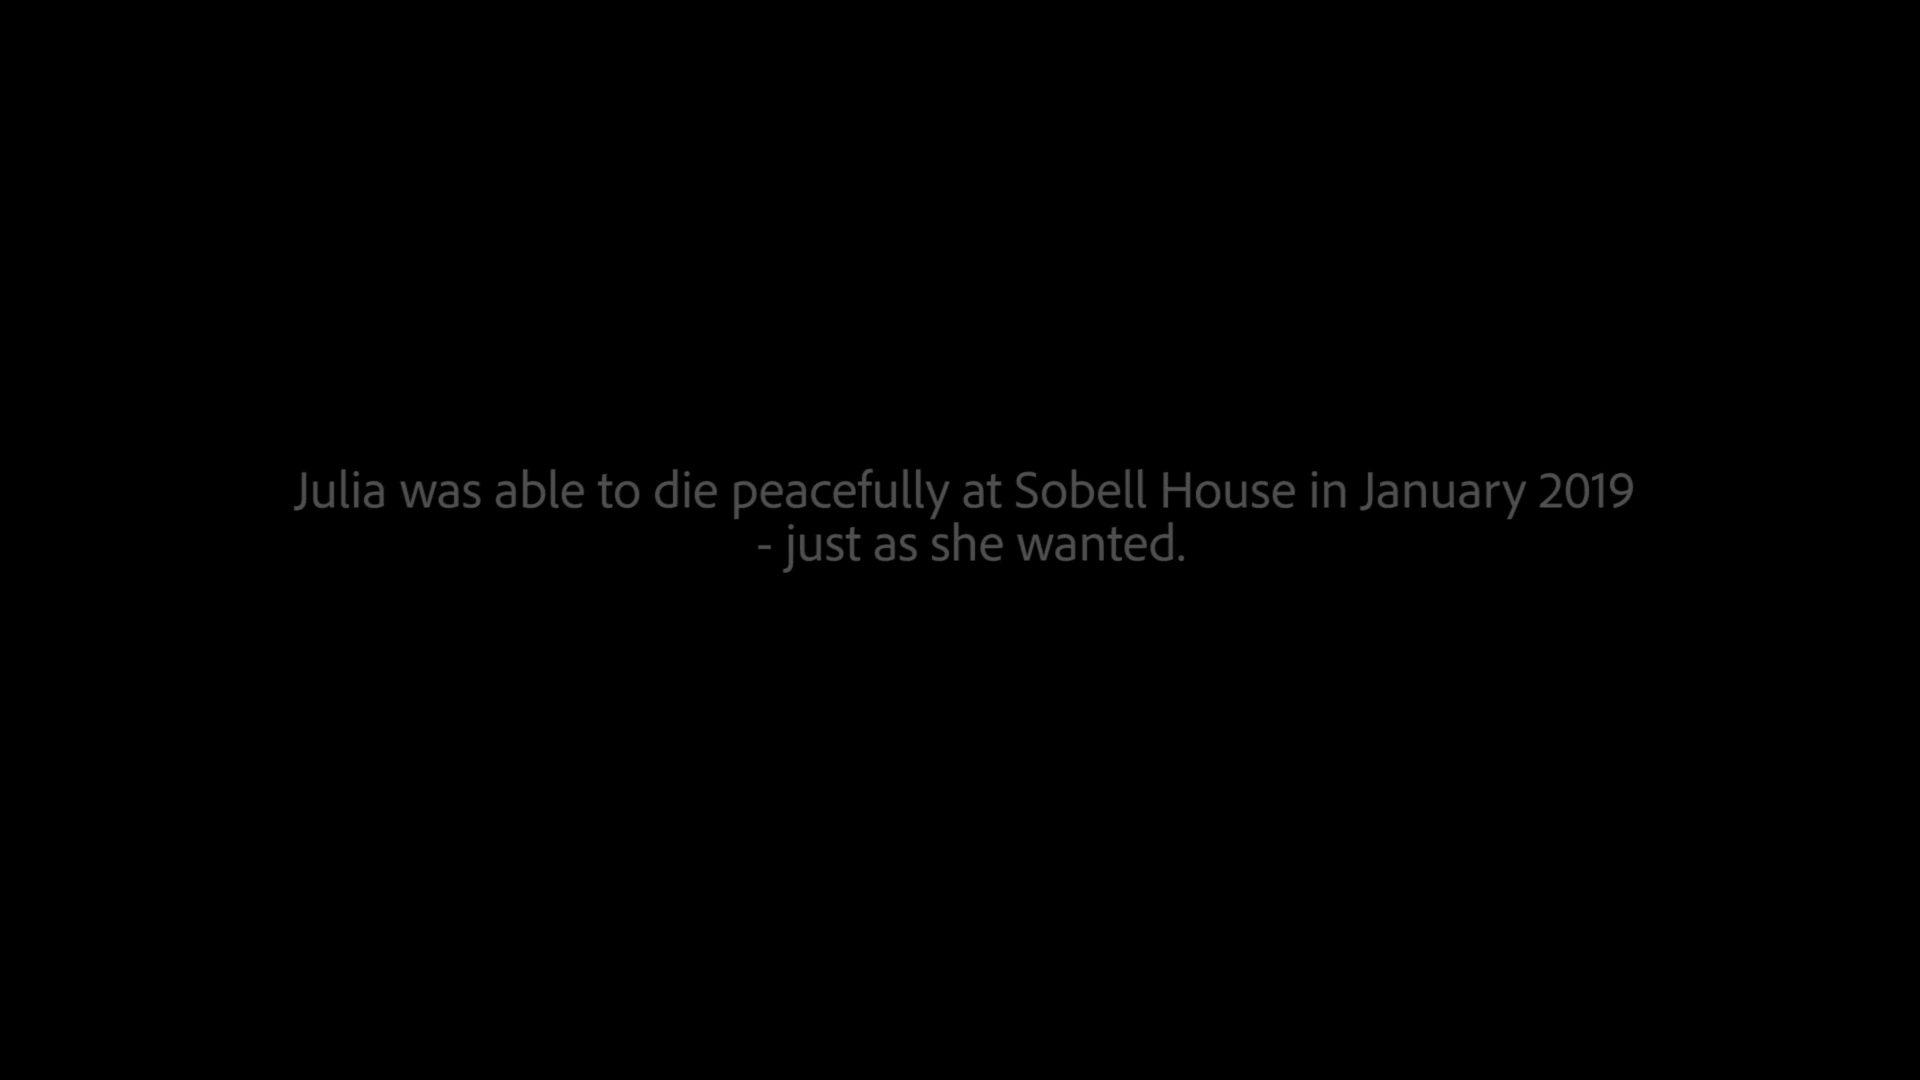 Julia was able to die peacefully at Sobell House in January 2019
- just as she wanted.